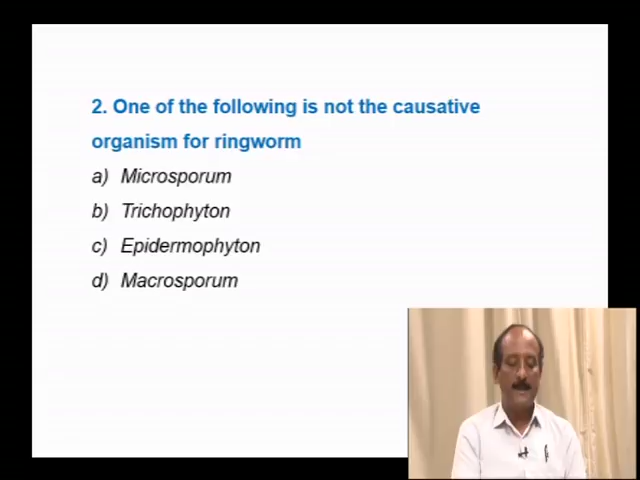 2. One of the following is not the causative
organism for ringworm
a) Microsporum
b) Trichophyton
c) Epidermophyton
d) Macrosporum